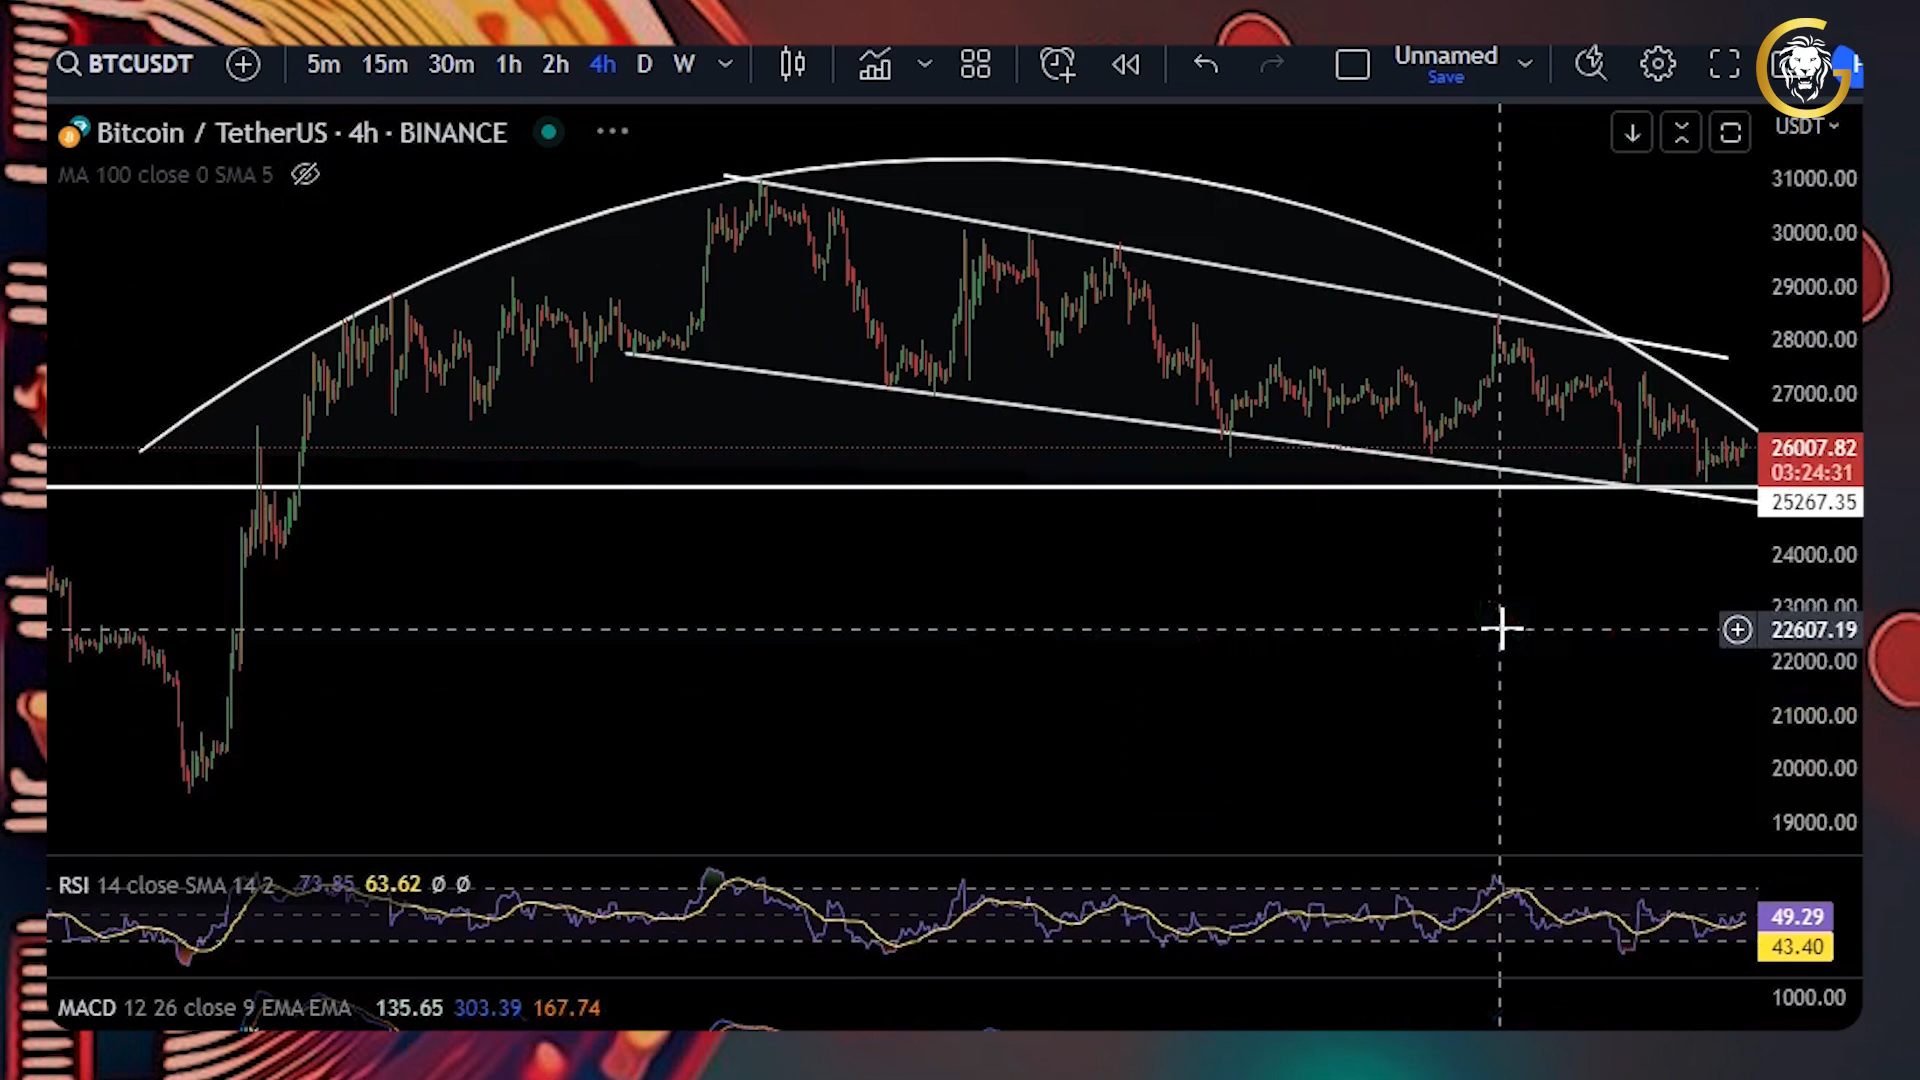 BTCUSDT 5m 15m 30m 1h 2h 4h D W Unnamed
Save
Bitcoin / TetherUS · 4h · BINANCE
USDT
MA 100 close 0 SMA 5
31000.00
30000.00
29000.00
28000.00
27000.00
26007.82
03:24:31
25267.35
24000.00
23000.00
22607.19
22000.00
21000.00
20000.00
19000.00
RSI 14 close SMA 14 2 73.85 63.62 Ø Ø
49.29
43.40
MACD 12 26 close 9 EMA EMA 135.65 303.39 167.74
1000.00